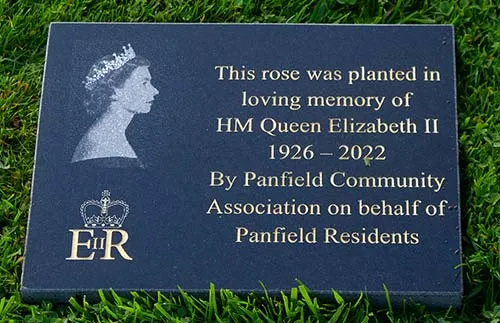 This rose was planted in
loving memory of
HM Queen Elizabeth II
1926 – 2022
By Panfield Community
Association on behalf of
Panfield Residents
EIIR